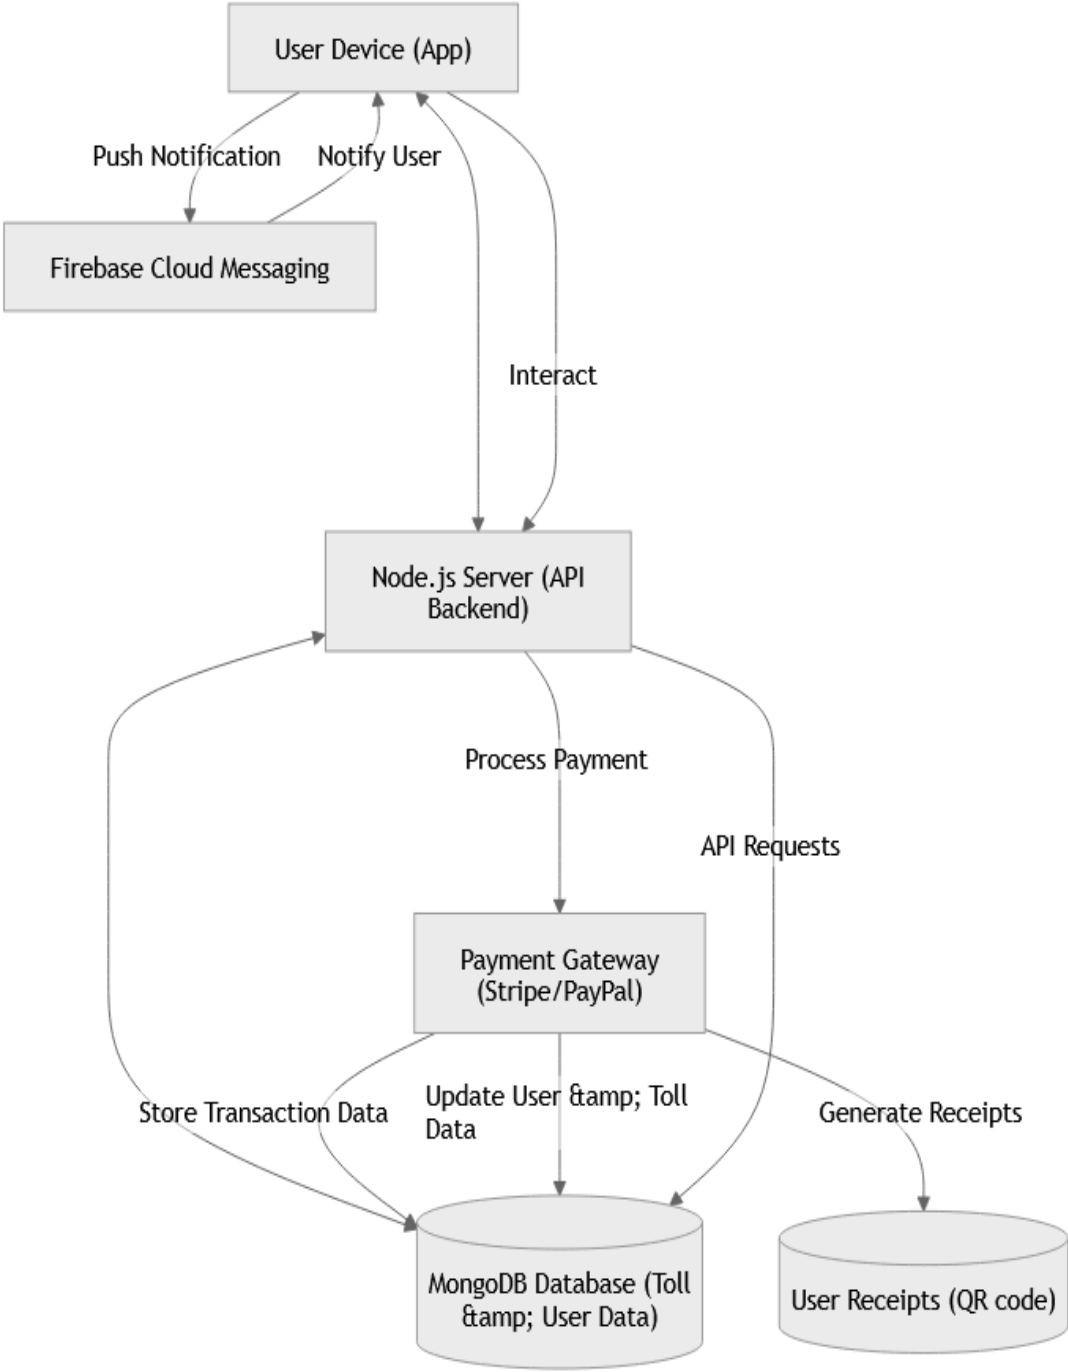 User Device (App)
Push Notification
Notify User
Firebase Cloud Messaging
Interact
Node.js Server (API
Backend)
Process Payment
API Requests
Payment Gateway
(Stripe/PayPal)
Store Transaction Data
Update User &amp; Toll
Data
Generate Receipts
MongoDB Database (Toll
&amp; User Data)
User Receipts (QR code)